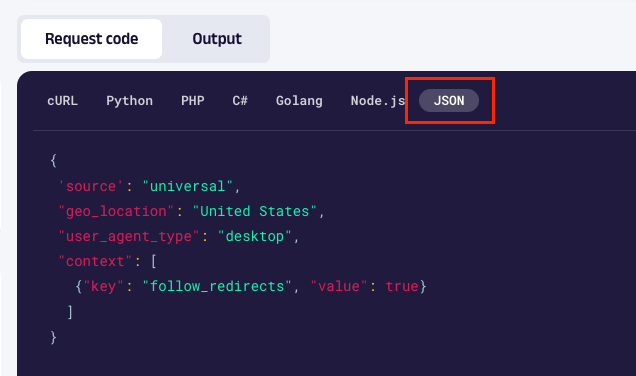 Request code Output
cURL Python PHP C# Golang Node.js JSON
{
'source': "universal",
"geo_location": "United States",
"user_agent_type": "desktop",
"context": [
{"key": "follow_redirects", "value": true}
]
}